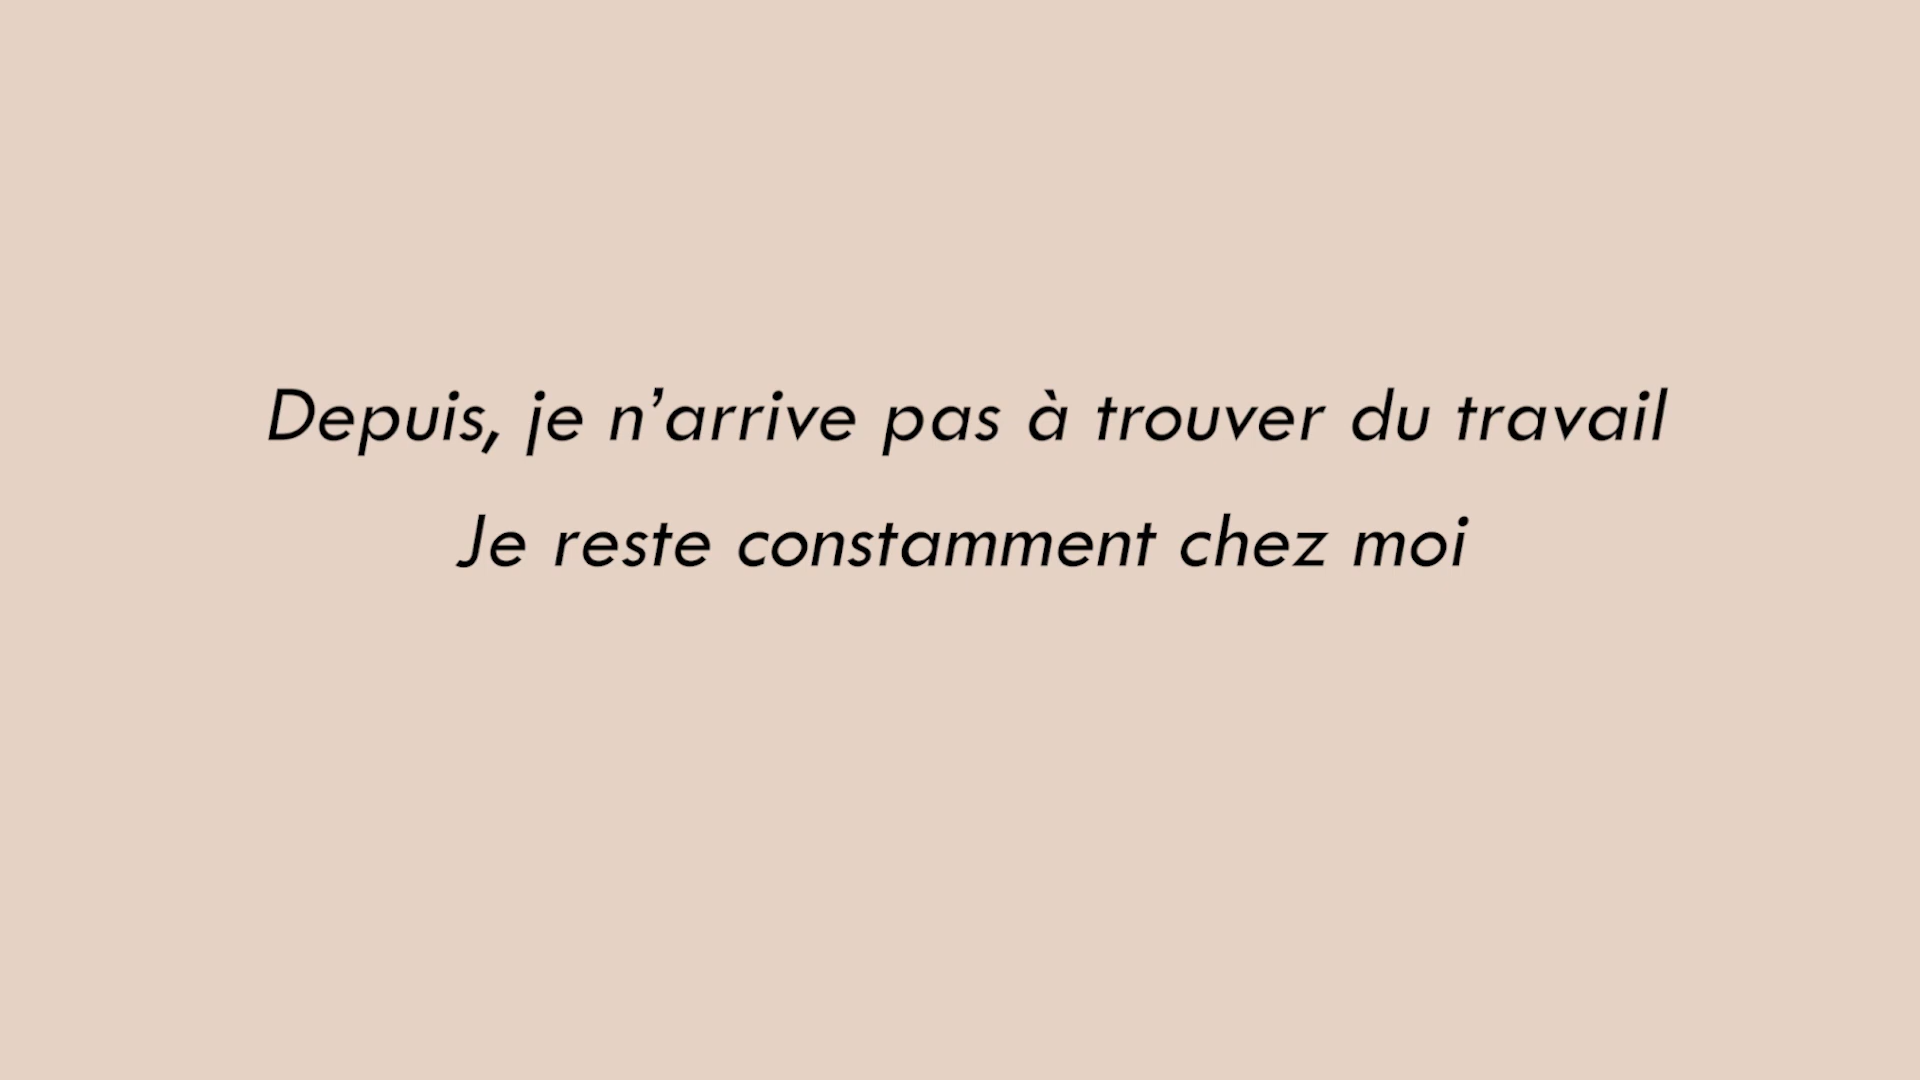 Depuis, je n’arrive pas à trouver du travail
Je reste constamment chez moi